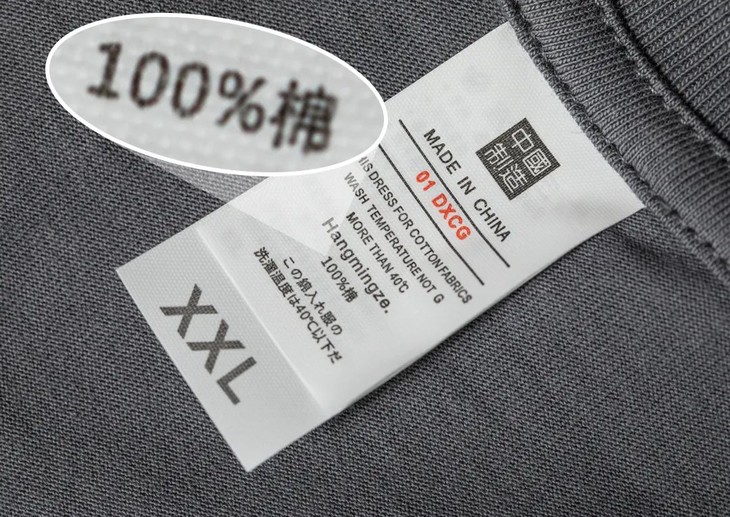 100%棉
中國
制造
MADE IN CHINA
01 DXCG
HIS DRESS FOR COTTON FABRICS
WASH TEMPERATURE NOT G
MORE THAN 40℃
Hangmingze.
100%棉
この綿入れ服の
洗濯温度は40℃以下だ
XXL